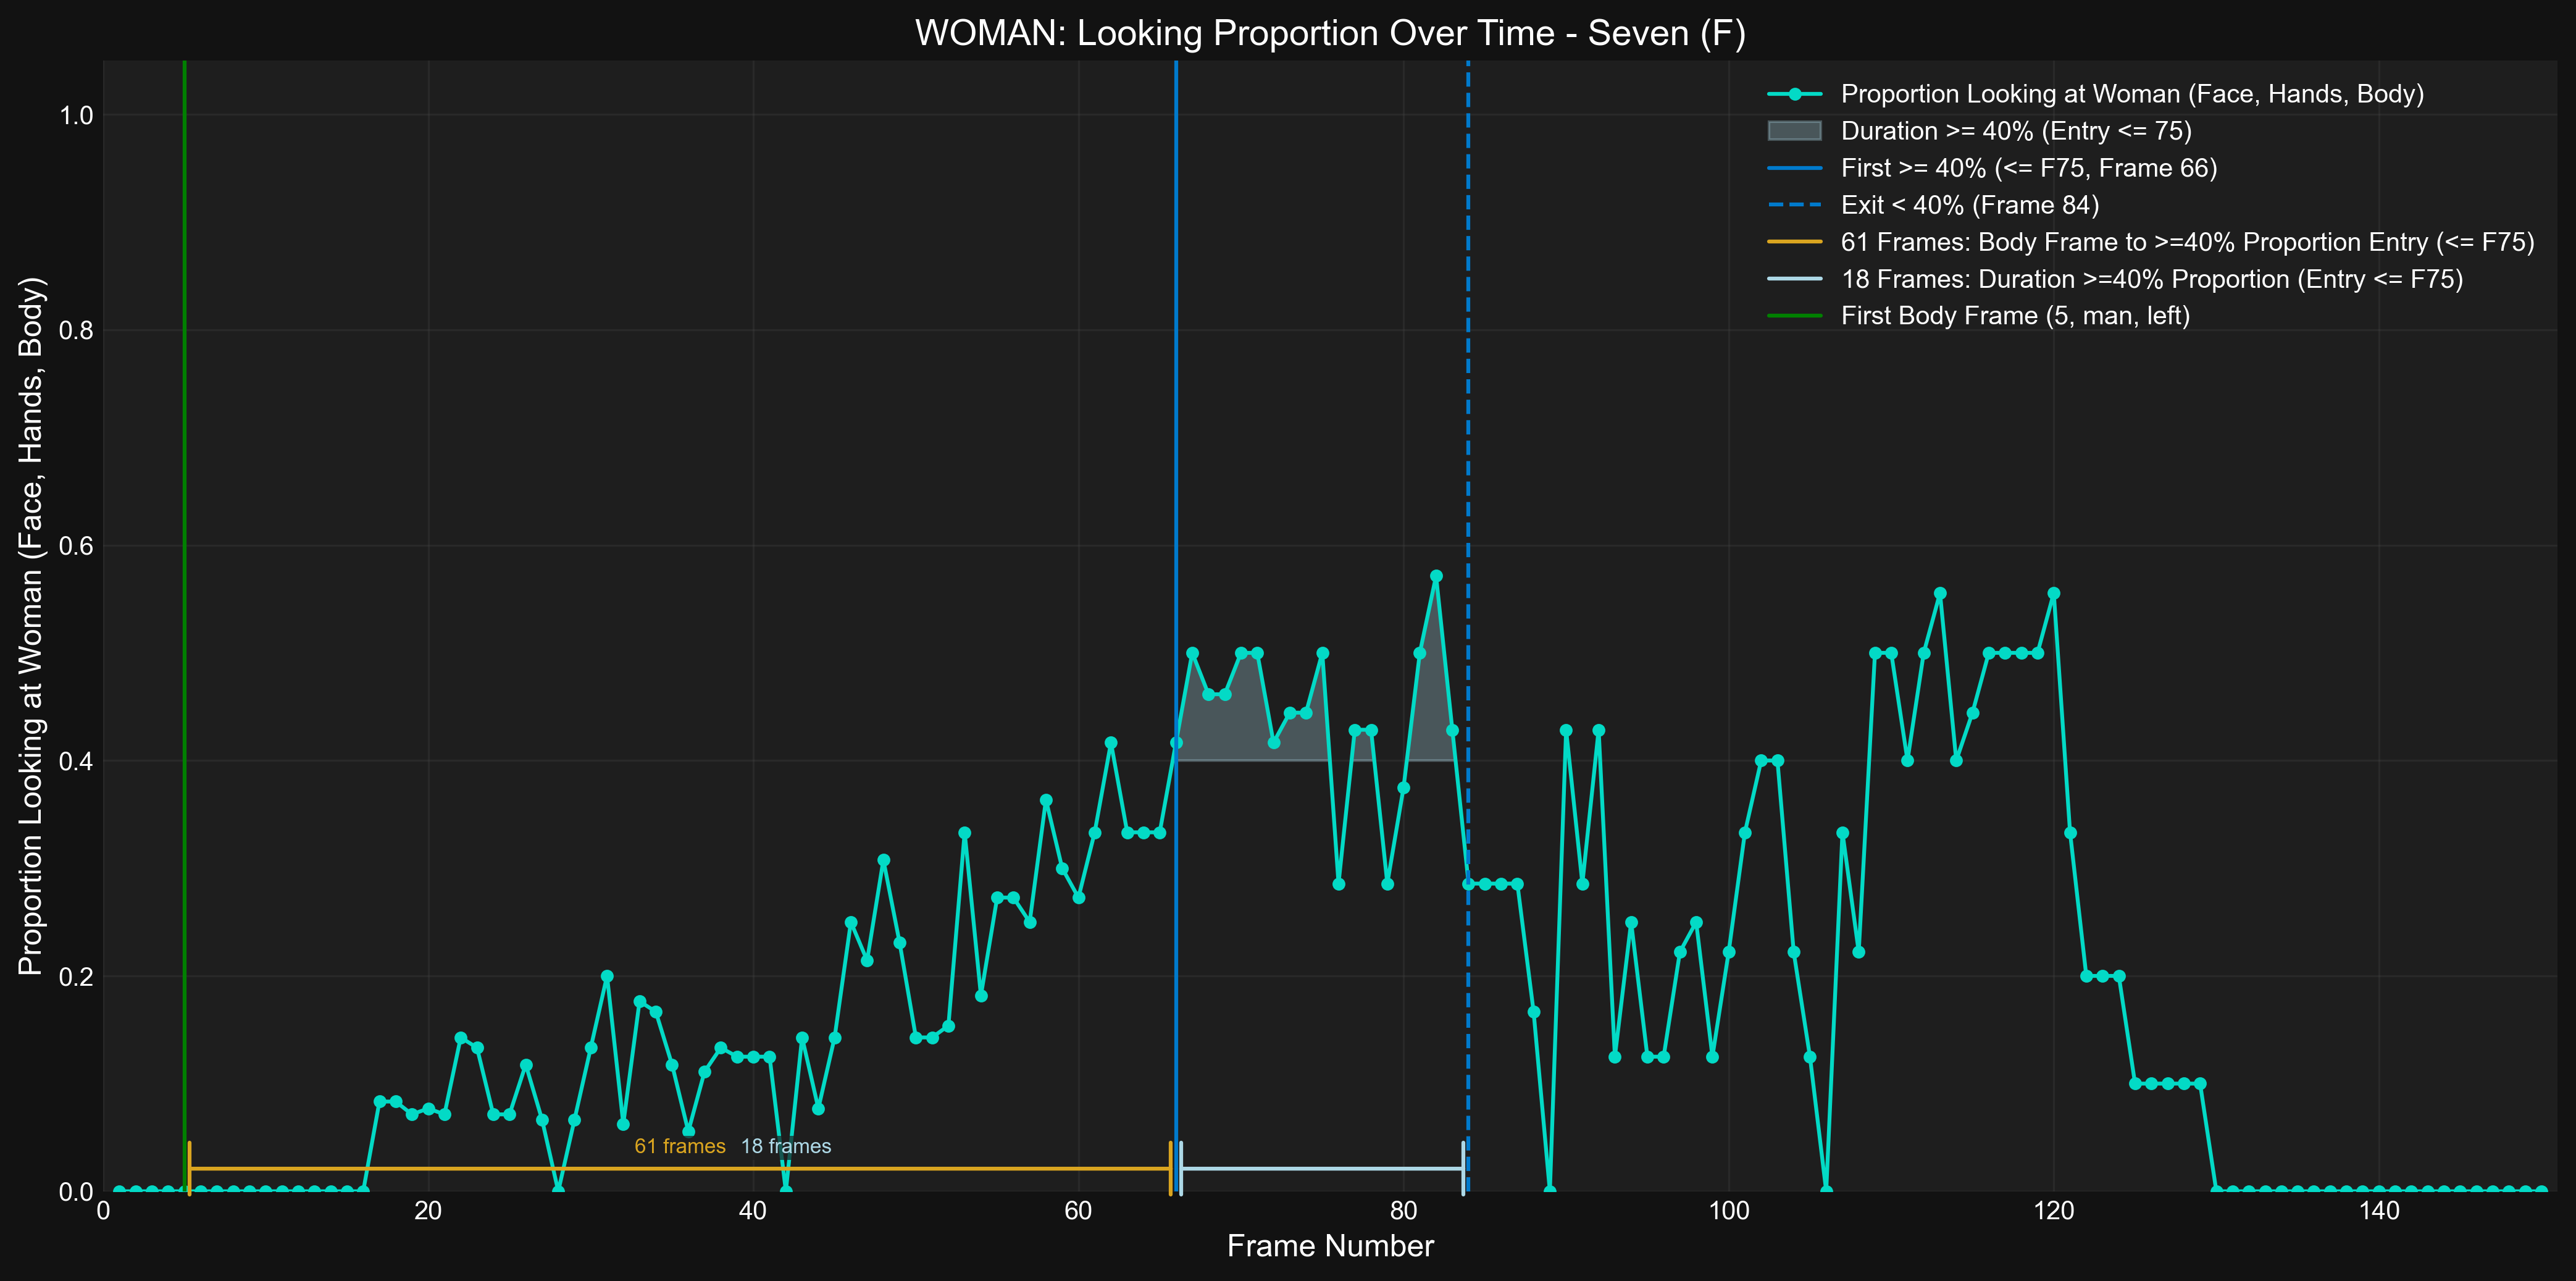 WOMAN: Looking Proportion Over Time - Seven (F)
Proportion Looking at Woman (Face, Hands, Body)
1.0
0.8
0.6
0.4
0.2
0.0
Proportion Looking at Woman (Face, Hands, Body)
Duration >= 40% (Entry <= 75)
First >= 40% (<= F75, Frame 66)
Exit < 40% (Frame 84)
61 Frames: Body Frame to >=40% Proportion Entry (<= F75)
18 Frames: Duration >=40% Proportion (Entry <= F75)
First Body Frame (5, man, left)
61 frames 18 frames
0 20 40 60 80 100 120 140
Frame Number